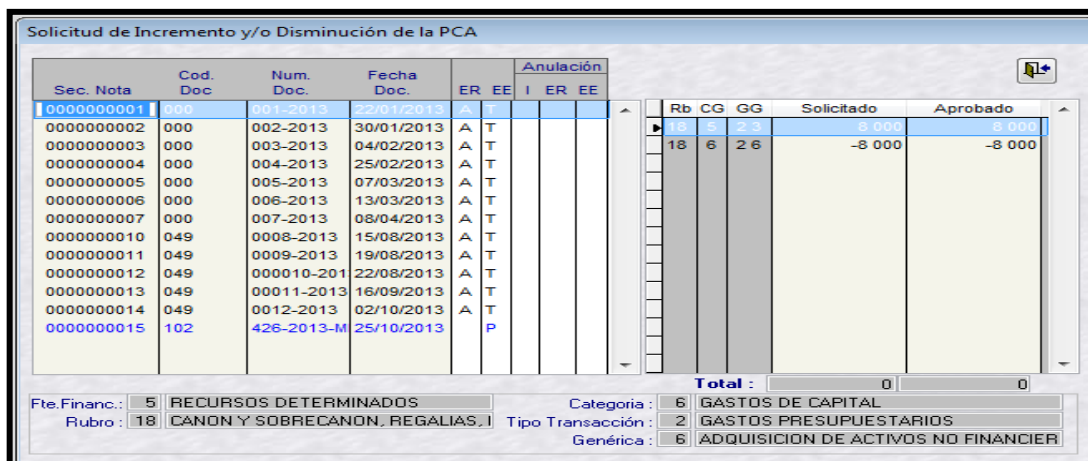 Solicitud de Incremento y/o Disminución de la PCA
Sec. Nota Cod. Doc Num. Doc. Fecha Doc. ER EE Anulación I ER EE
0000000001 000 001-2013 22/01/2013 A T
0000000002 000 002-2013 30/01/2013 A T
0000000003 000 003-2013 04/02/2013 A T
0000000004 000 004-2013 25/02/2013 A T
0000000005 000 005-2013 07/03/2013 A T
0000000006 000 006-2013 13/03/2013 A T
0000000007 000 007-2013 08/04/2013 A T
0000000010 049 0008-2013 15/08/2013 A T
0000000011 049 0009-2013 19/08/2013 A T
0000000012 049 000010-201 22/08/2013 A T
0000000013 049 00011-2013 16/09/2013 A T
0000000014 049 0012-2013 02/10/2013 A T
0000000015 102 426-2013-M 25/10/2013 P
Rb CG GG Solicitado Aprobado
18 5 2 3 8 000 8 000
18 6 2 6 -8 000 -8 000
Total : 0 0
Fte.Financ.: 5 RECURSOS DETERMINADOS
Rubro : 18 CANON Y SOBRECANON, REGALIAS, I
Categoria : 6 GASTOS DE CAPITAL
Tipo Transacción : 2 GASTOS PRESUPUESTARIOS
Genérica : 6 ADQUISICION DE ACTIVOS NO FINANCIER